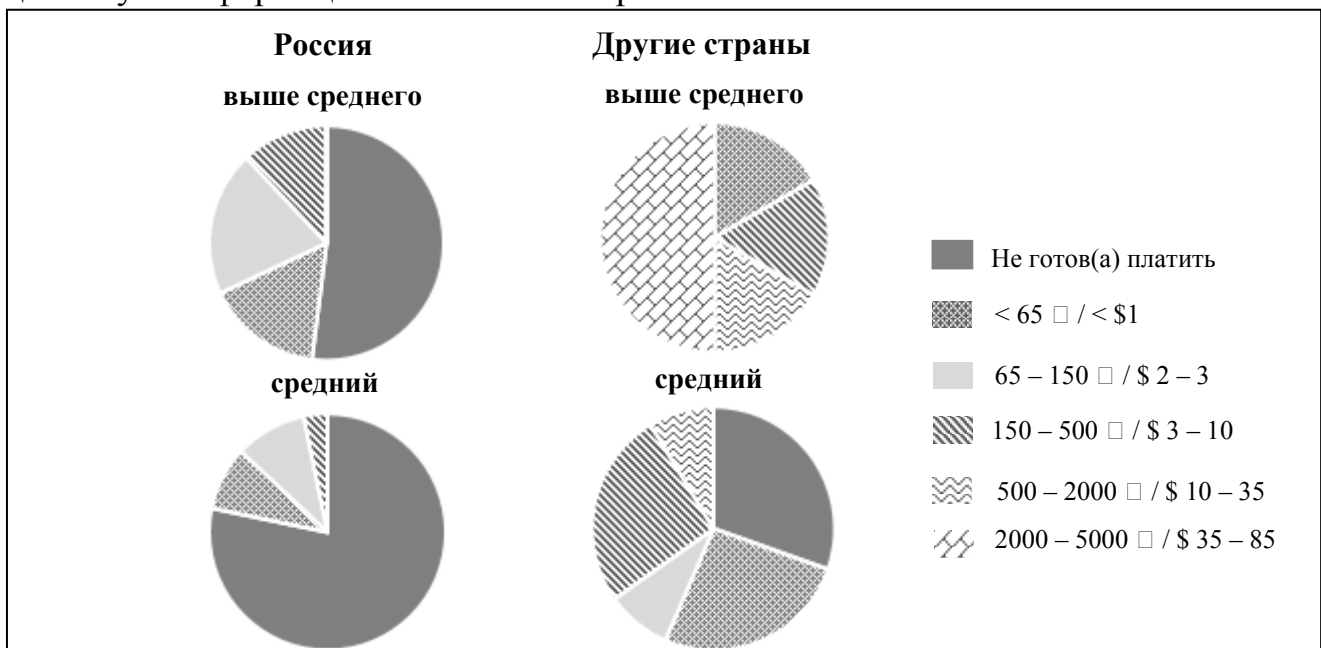 Россия
Другие страны
выше среднего
выше среднего
средний
средний
Не готов(а) платить
< 65 □ / < $1
65 – 150 □ / $ 2 – 3
150 – 500 □ / $ 3 – 10
500 – 2000 □ / $ 10 – 35
2000 – 5000 □ / $ 35 – 85